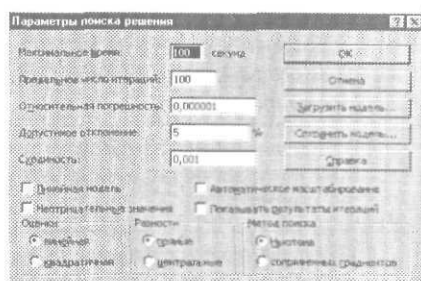 Параметры поиска решения
Максимальное время: 100 секунд ОК
Предельное число итераций: 100 Отмена
Относительная погрешность: 0,000001 Загрузить модель...
Допустимое отклонение: 5 % Сохранить модель...
Сходимость: 0,001 Справка
Линейная модель Автоматическое масштабирование
Неотрицательные значения Показывать результаты итераций
Оценки Разности Метод поиска
линейная прямые Ньютона
квадратичная центральные сопряженных градиентов